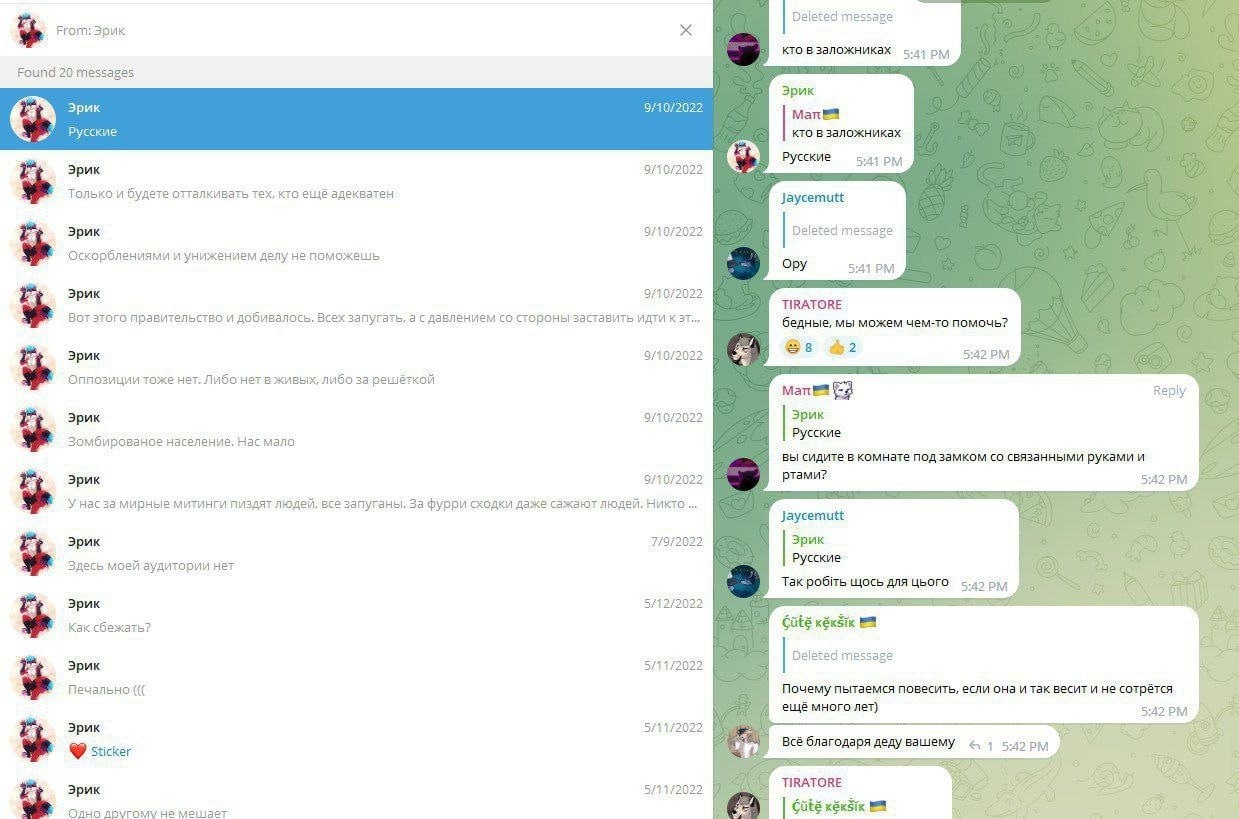 From: Эрик
Found 20 messages
Эрик 9/10/2022
Русские
Эрик 9/10/2022
Только и будете отталкивать тех, кто ещё адекватен
Эрик 9/10/2022
Оскорблениями и унижением делу не поможешь
Эрик 9/10/2022
Вот этого правительство и добивалось. Всех запугать, а с давлением со стороны заставить идти к эт...
Эрик 9/10/2022
Оппозиции тоже нет. Либо нет в живых, либо за решёткой
Эрик 9/10/2022
Зомбированое население. Нас мало
Эрик 9/10/2022
У нас за мирные митинги пиздят людей, все запуганы. За фурри сходки даже сажают людей. Никто ...
Эрик 7/9/2022
Здесь моей аудитории нет
Эрик 5/12/2022
Как сбежать?
Эрик 5/11/2022
Печально (((
Эрик 5/11/2022
❤️ Sticker
Эрик 5/11/2022
Одно другому не мешает
Deleted message
кто в заложниках 5:41 PM
Эрик
Мап🇺🇦
кто в заложниках
Русские 5:41 PM
Jaycemutt
Deleted message
Ору 5:41 PM
TIRATORE
бедные, мы можем чем-то помочь?
😁 8 👍 2 5:42 PM
Мап🇺🇦 Reply
Эрик
Русские
вы сидите в комнате под замком со связанными руками и
ртами?
5:42 PM
Jaycemutt
Эрик
Русские
Так робіть щось для цього 5:42 PM
Deleted message
Почему пытаемся повесить, если она и так весит и не сотрётся
ещё много лет)
5:42 PM
Всё благодаря деду вашему 1 5:42 PM
TIRATORE